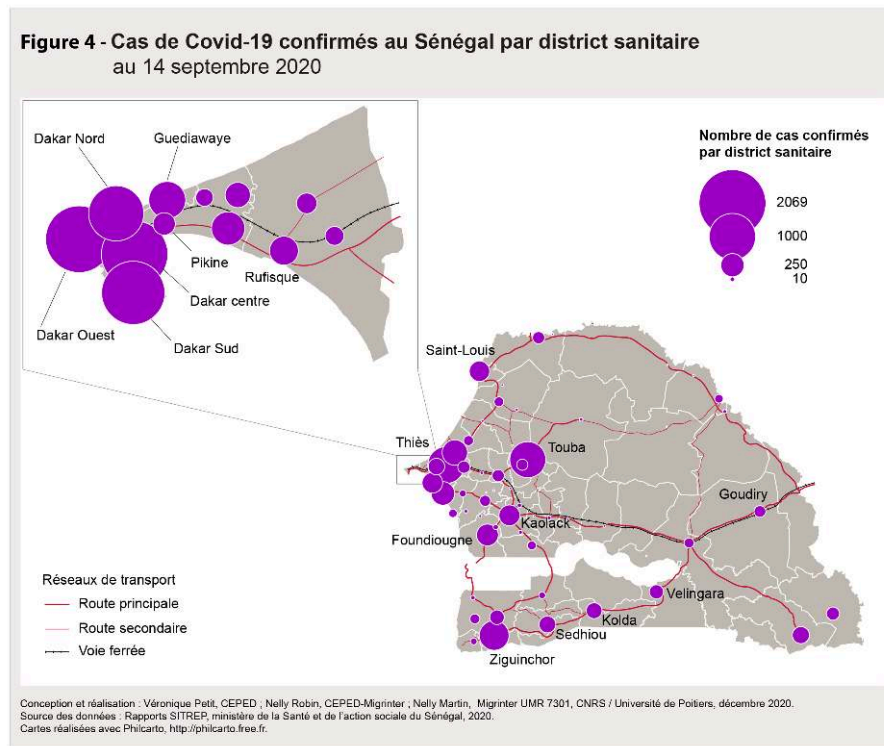 Figure 4 - Cas de Covid-19 confirmés au Sénégal par district sanitaire
au 14 septembre 2020
Dakar Nord
Guediawaye
Pikine
Rufisque
Dakar centre
Dakar Ouest
Dakar Sud
Nombre de cas confirmés
par district sanitaire
2069
1000
250
10
Saint-Louis
Thiès
Touba
Goudiry
Kaolack
Foundiougne
Velingara
Kolda
Sedhiou
Ziguinchor
Réseaux de transport
Route principale
Route secondaire
Voie ferrée
Conception et réalisation : Véronique Petit, CEPED ; Nelly Robin, CEPED-Migrinter ; Nelly Martin, Migrinter UMR 7301, CNRS / Université de Poitiers, décembre 2020.
Source des données : Rapports SITREP, ministère de la Santé et de l'action sociale du Sénégal, 2020.
Cartes réalisées avec Philcarto, http://philcarto.free.fr.